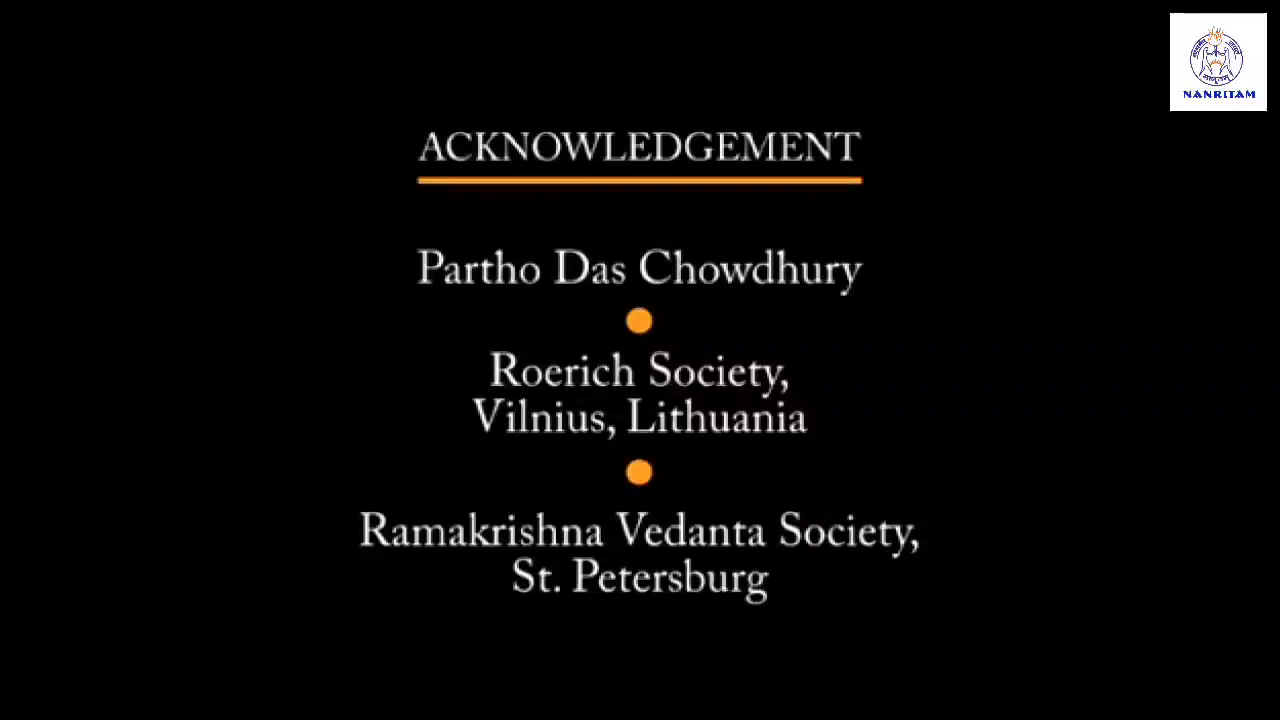 NANRITAM
ACKNOWLEDGEMENT
Partho Das Chowdhury
Roerich Society,
Vilnius, Lithuania
Ramakrishna Vedanta Society,
St. Petersburg